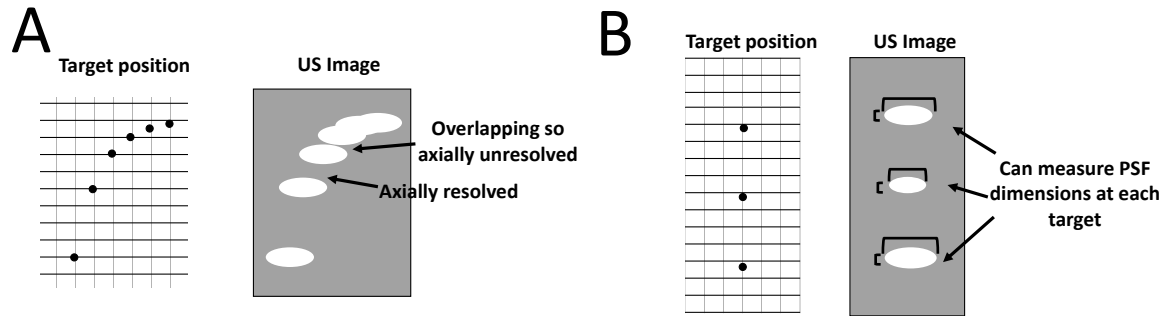 A
Target position
US Image
Overlapping so
axially unresolved
Axially resolved
B
Target position
US Image
Can measure PSF
dimensions at each
target